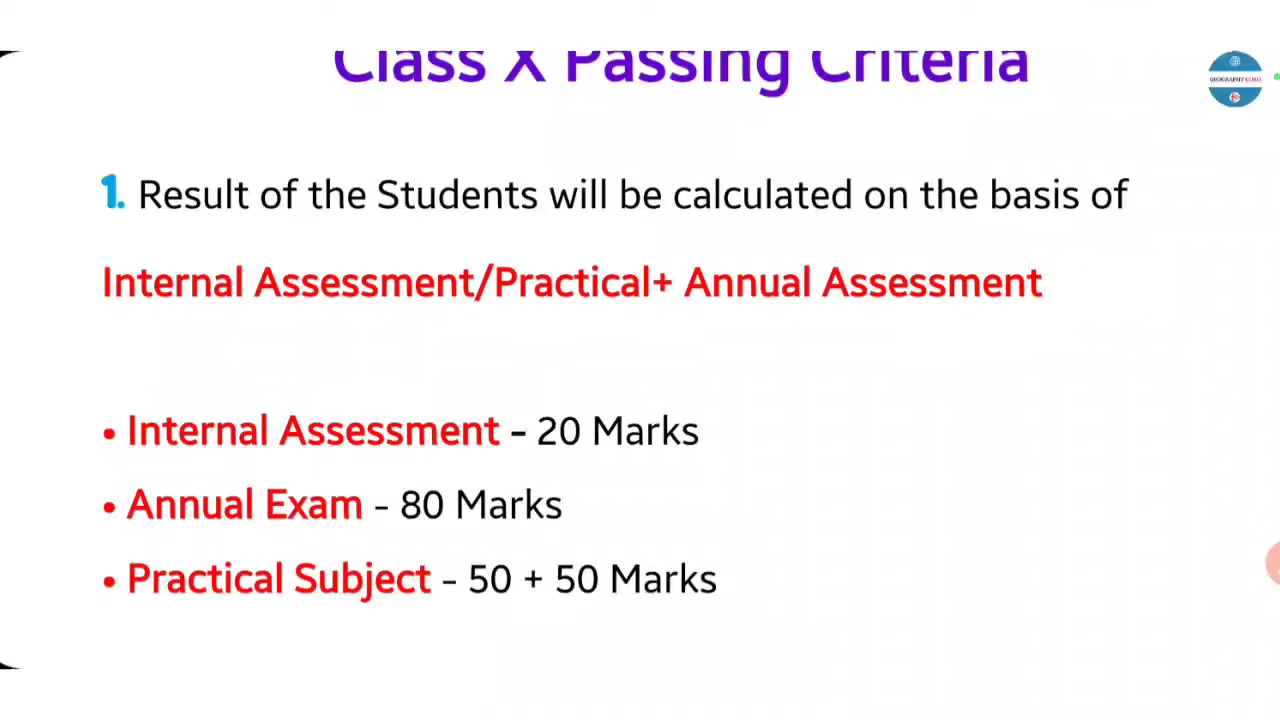 Class X Passing Criteria
1. Result of the Students will be calculated on the basis of
Internal Assessment/Practical+ Annual Assessment
• Internal Assessment – 20 Marks
• Annual Exam – 80 Marks
• Practical Subject – 50 + 50 Marks